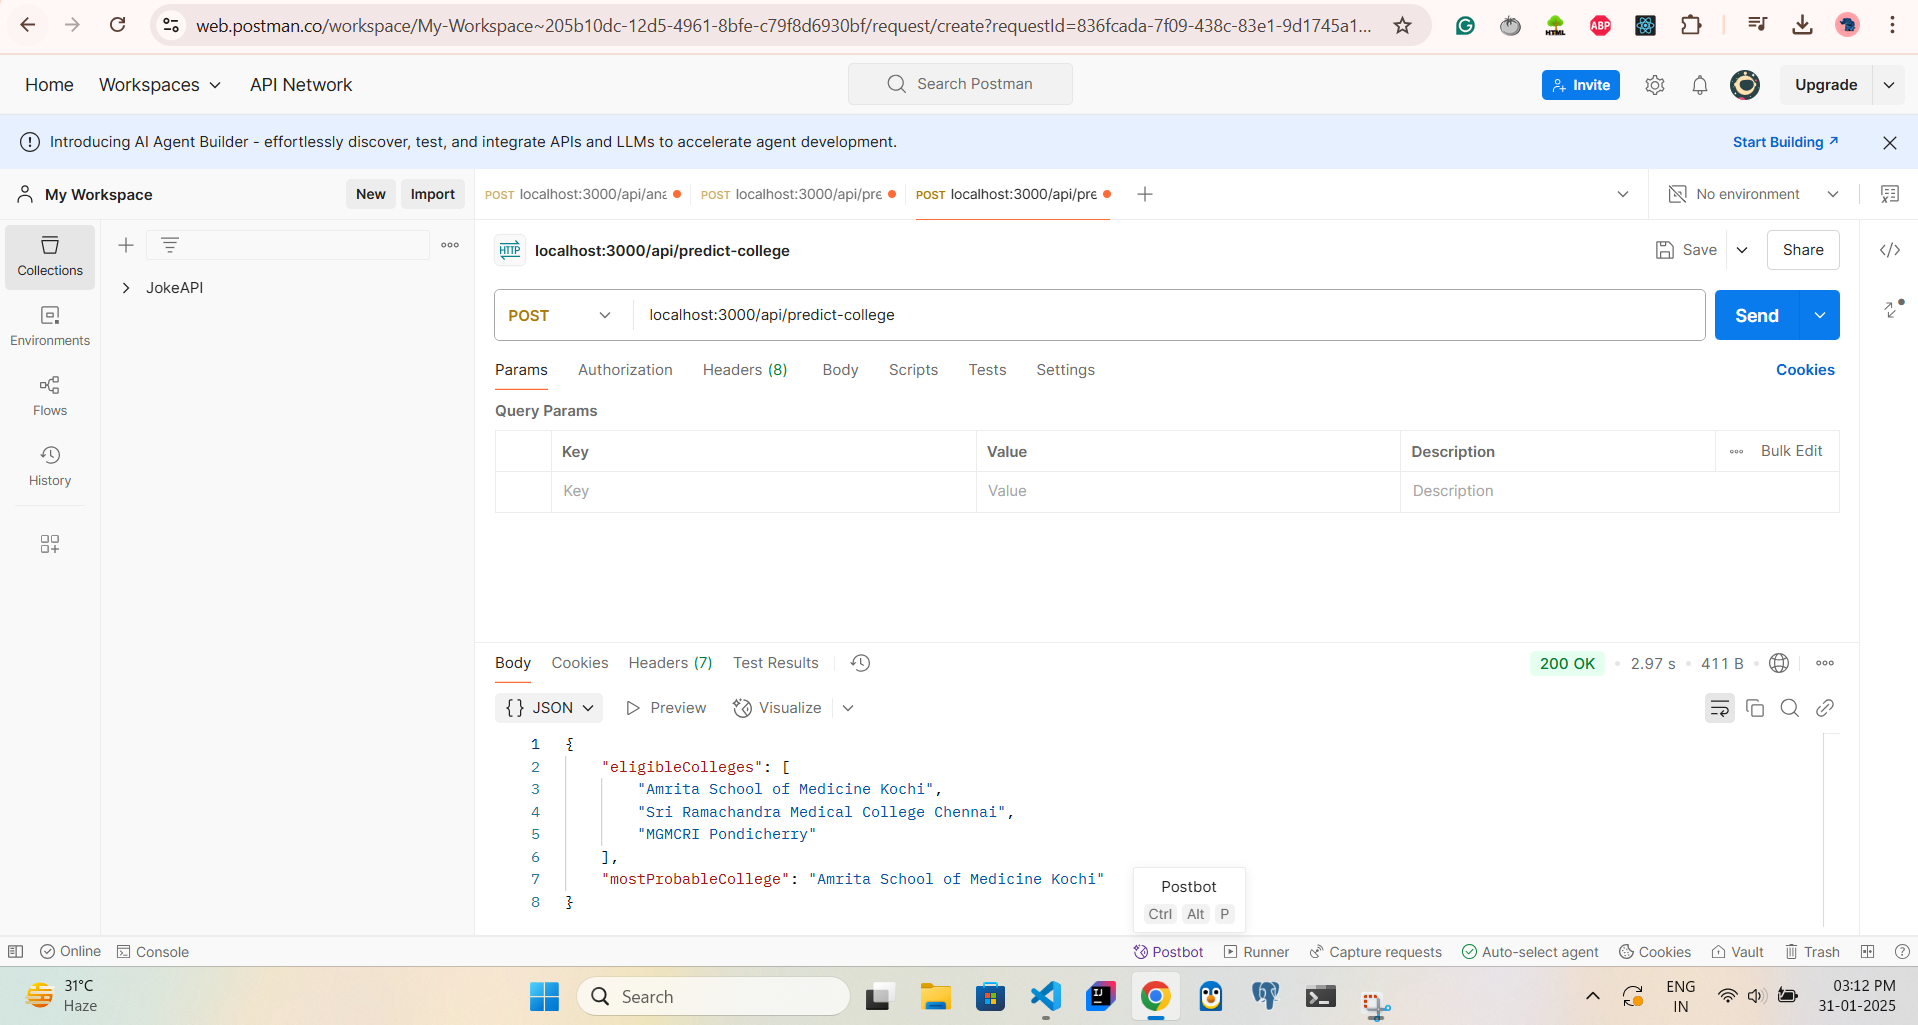 web.postman.co/workspace/My-Workspace~205b10dc-12d5-4961-8bfe-c79f8d6930bf/request/create?requestId=836fcada-7f09-438c-83e1-9d1745a1...
HTML
ABP
Home
Workspaces
API Network
Search Postman
Invite
Upgrade
Introducing AI Agent Builder - effortlessly discover, test, and integrate APIs and LLMs to accelerate agent development.
Start Building
My Workspace
New
Import
POST localhost:3000/api/ana
POST localhost:3000/api/pre
POST localhost:3000/api/pre
No environment
Collections
JokeAPI
Environments
Flows
History
HTTP
localhost:3000/api/predict-college
Save
Share
POST
localhost:3000/api/predict-college
Send
Params
Authorization
Headers (8)
Body
Scripts
Tests
Settings
Cookies
Query Params
Key
Value
Description
Bulk Edit
Key
Value
Description
Body
Cookies
Headers (7)
Test Results
200 OK
2.97 s
411 B
{} JSON
Preview
Visualize
1 {
2 "eligibleColleges": [
3 "Amrita School of Medicine Kochi",
4 "Sri Ramachandra Medical College Chennai",
5 "MGMCRI Pondicherry"
6 ],
7 "mostProbableCollege": "Amrita School of Medicine Kochi"
8 }
Postbot
Ctrl Alt P
Online
Console
Postbot
Runner
Capture requests
Auto-select agent
Cookies
Vault
Trash
31°C
Haze
Search
IJ
ENG
IN
03:12 PM
31-01-2025